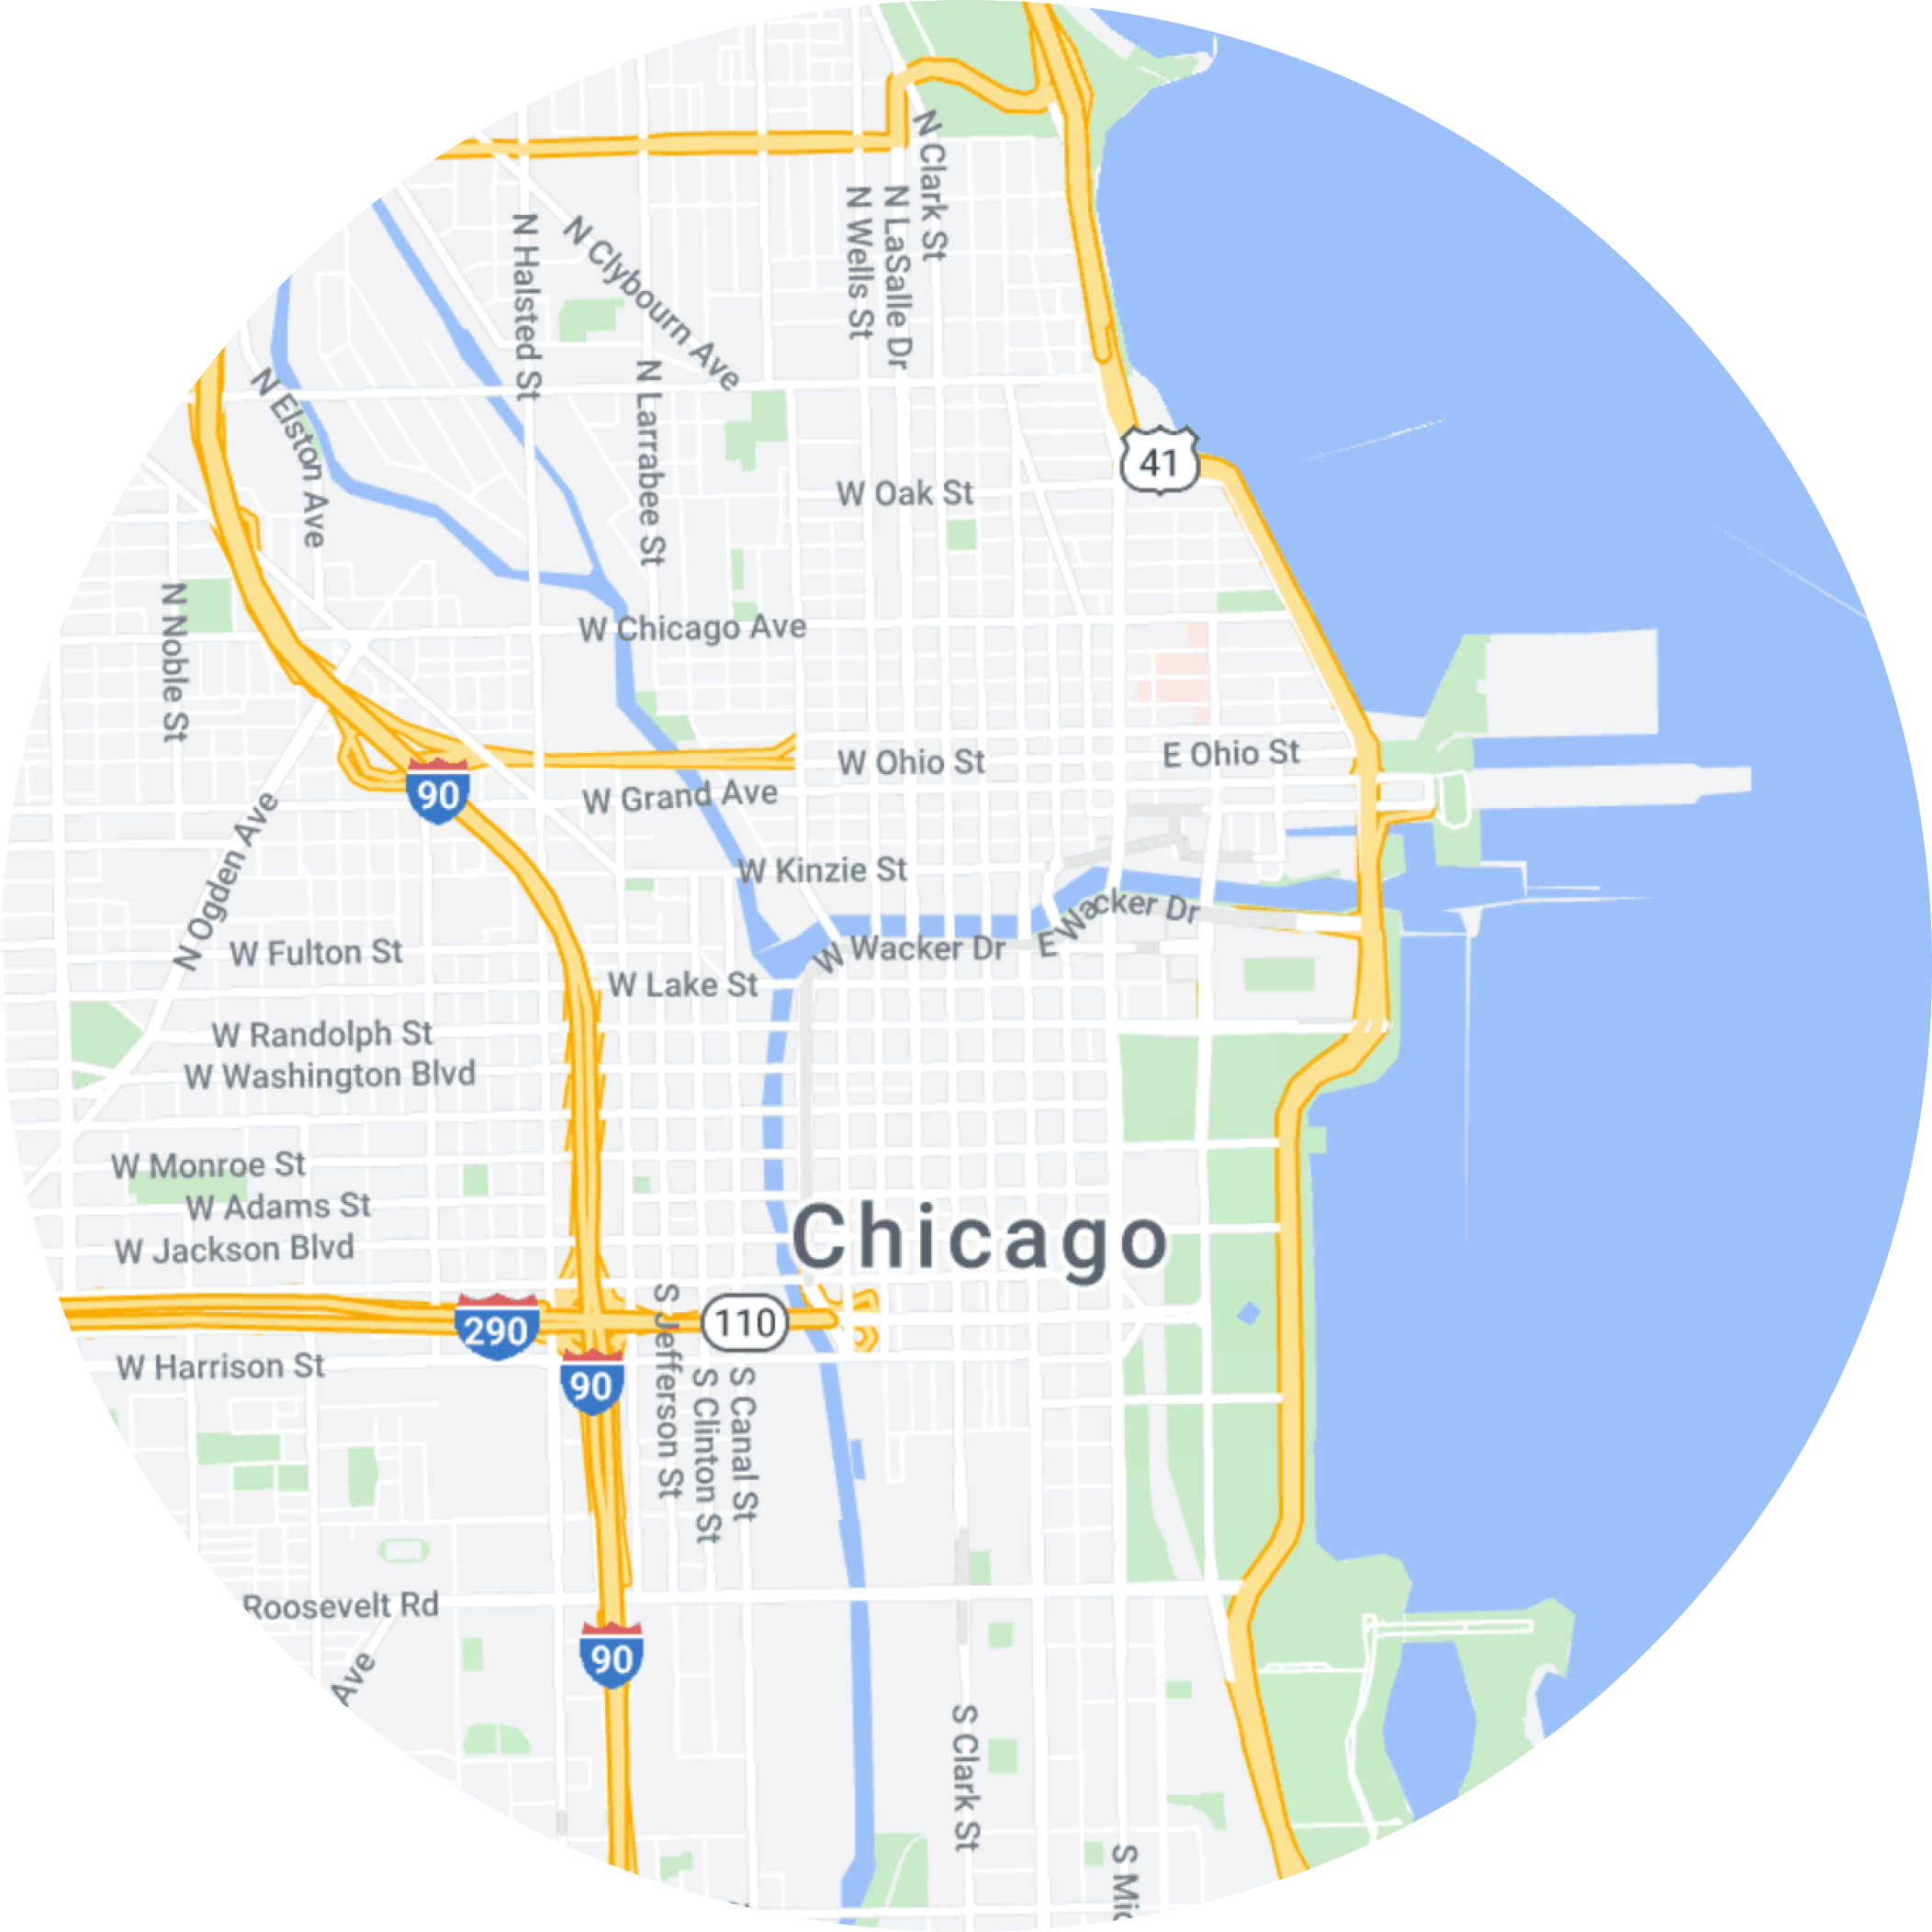 N Clark St
N LaSalle Dr
N Wells St
N Halsted St
N Clybourn Ave
N Larrabee St
N Elston Ave
41
W Oak St
N Noble St
W Chicago Ave
W Ohio St
E Ohio St
90
W Grand Ave
N Ogden Ave
W Kinzie St
E Wacker Dr
W Wacker Dr
W Fulton St
W Lake St
W Randolph St
W Washington Blvd
W Monroe St
W Adams St
Chicago
W Jackson Blvd
290
110
W Harrison St
90
S Jefferson St
S Clinton St
S Canal St
Roosevelt Rd
90
Ave
S Clark St
S Mic